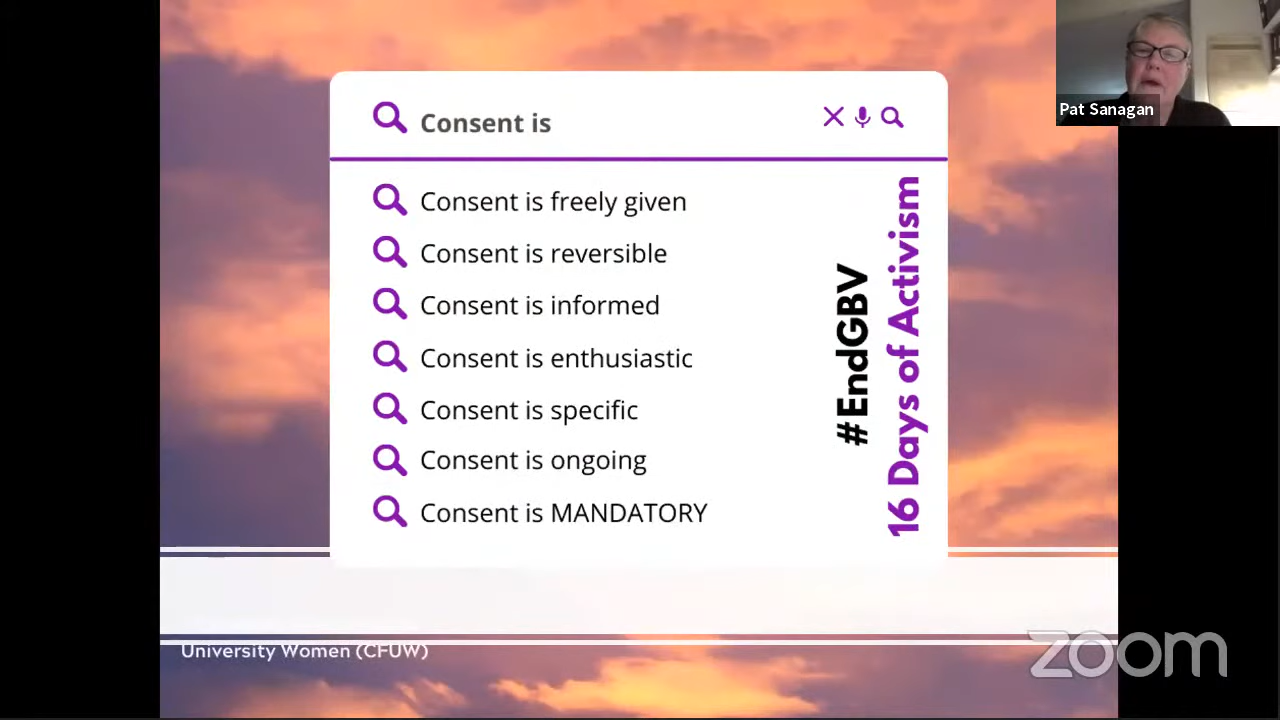 Consent is
Consent is freely given
Consent is reversible
Consent is informed
Consent is enthusiastic
Consent is specific
Consent is ongoing
Consent is MANDATORY
#EndGBV
16 Days of Activism
Pat Sanagan
University Women (CFUW)
zoom